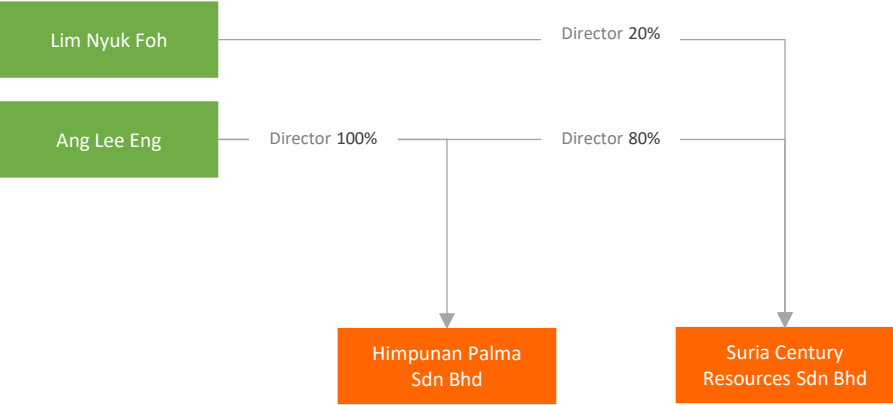 Lim Nyuk Foh
Director 20%
Ang Lee Eng
Director 100%
Director 80%
Himpunan Palma
Sdn Bhd
Suria Century
Resources Sdn Bhd